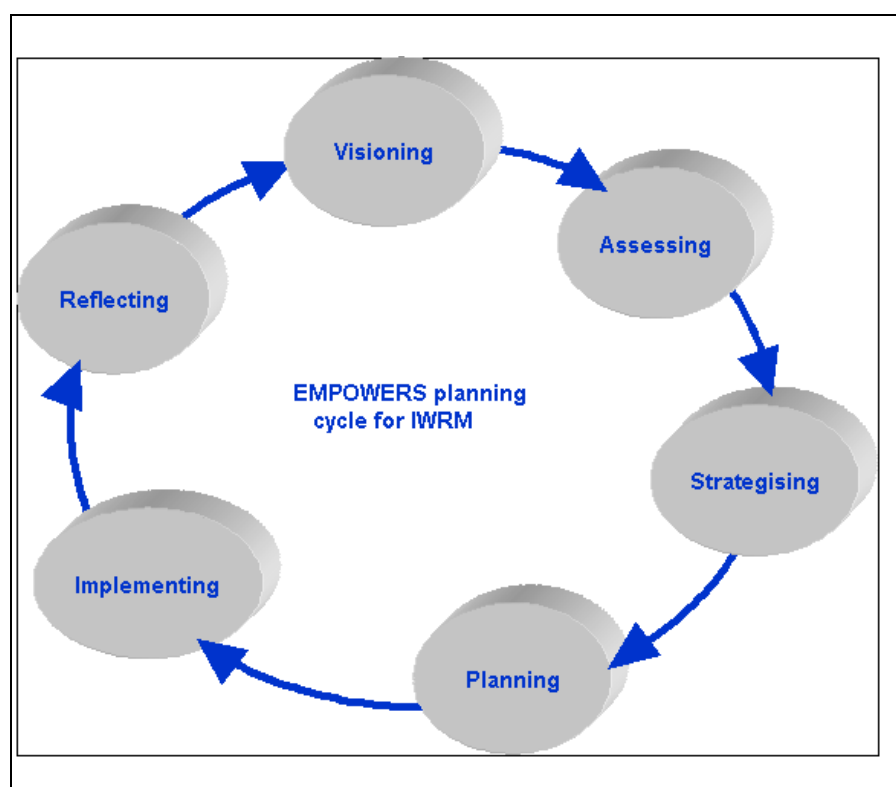 Visioning
Assessing
Reflecting
EMPOWERS planning
cycle for IWRM
Strategising
Implementing
Planning